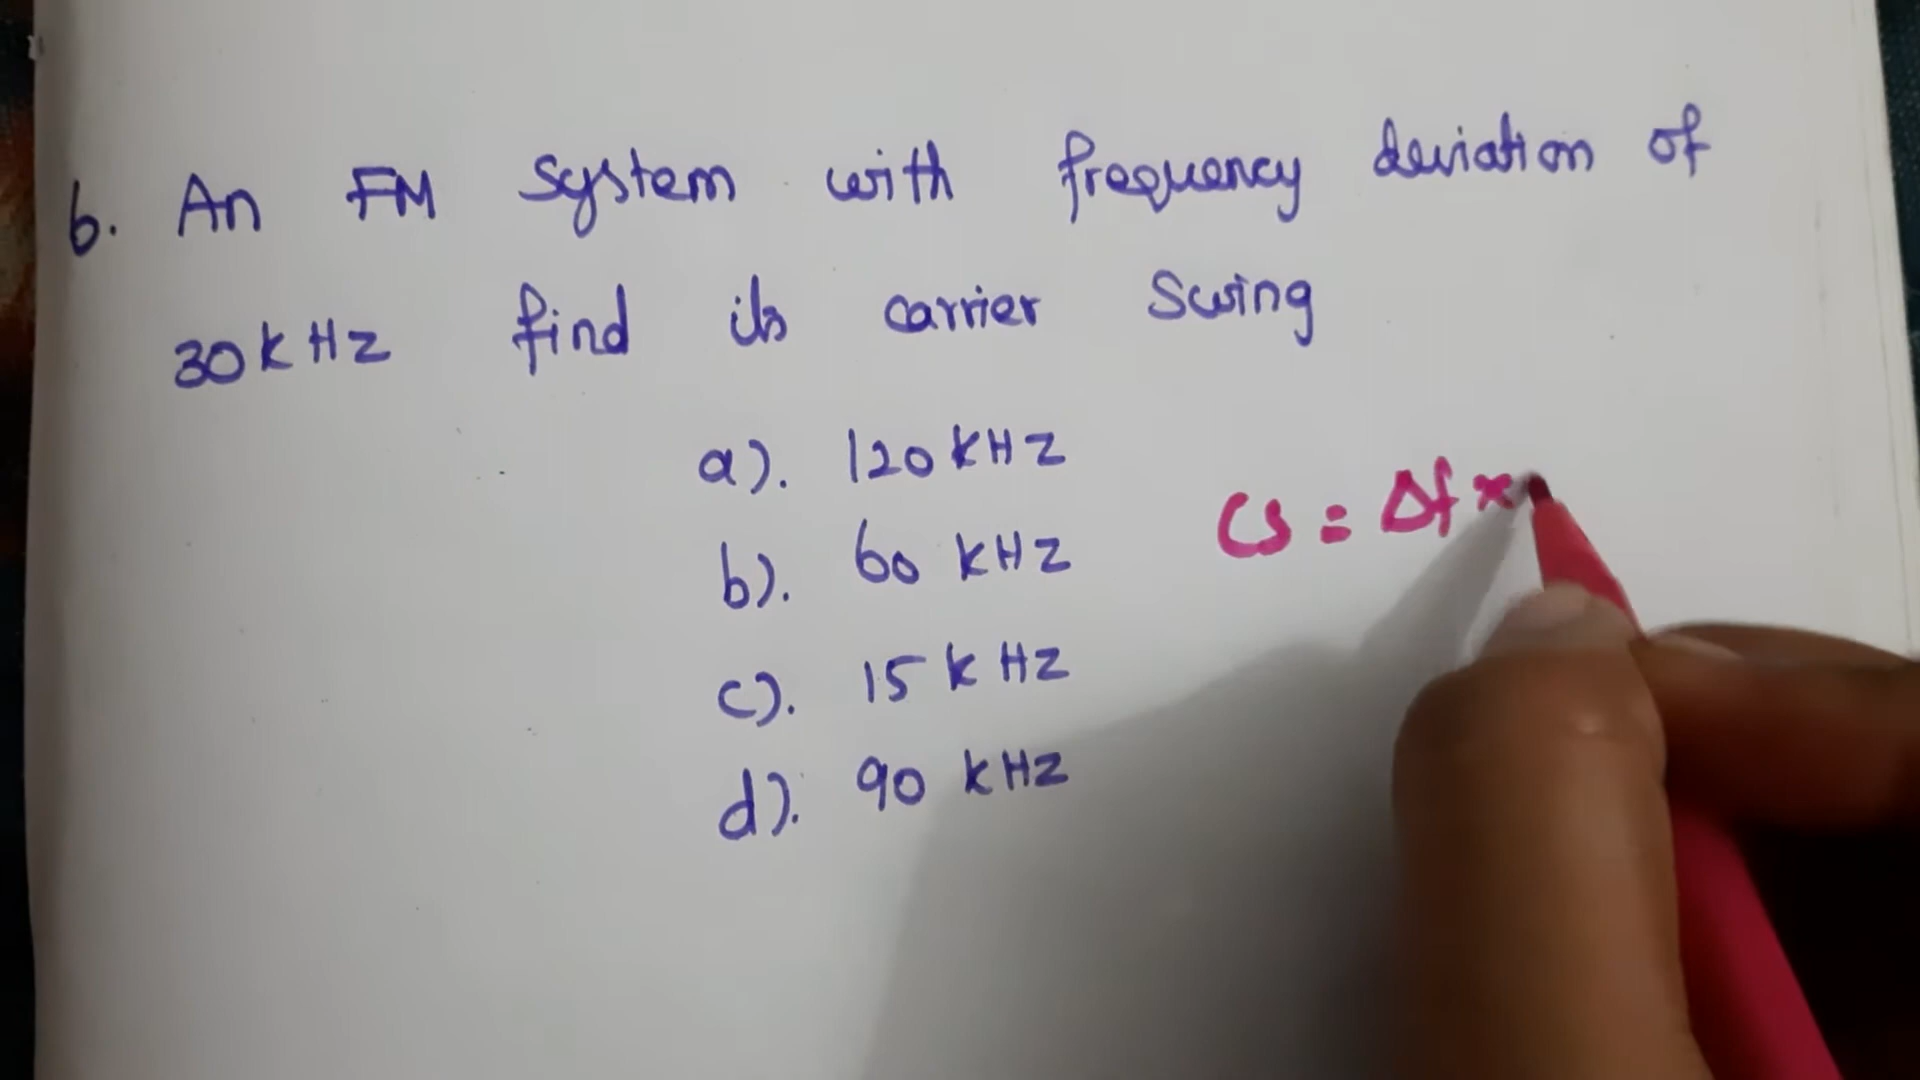 6. An FM system with frequency deviation of
30 kHz find its carrier swing
a). 120 kHz
b). 60 kHz
CS = Δf ×
c). 15 kHz
d). 90 kHz